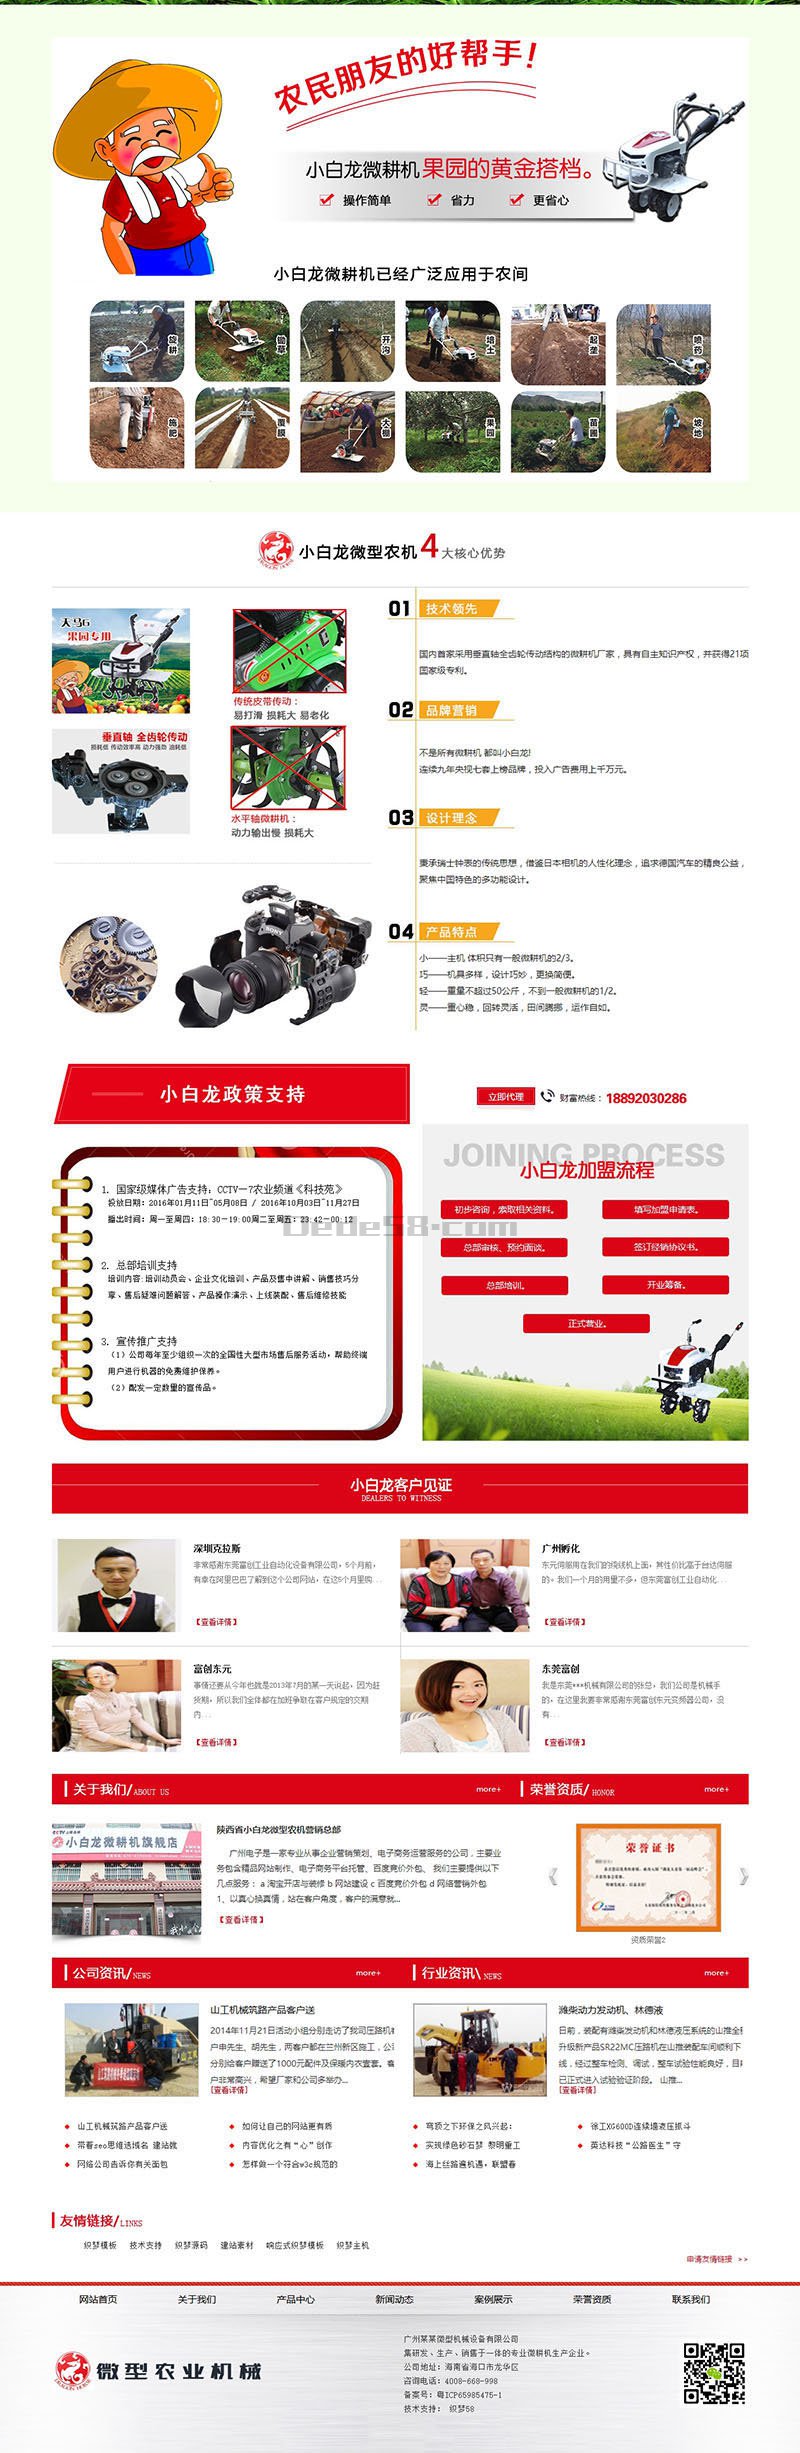 农民朋友的好帮手!
小白龙微耕机果园的黄金搭档。
操作简单 省力 更省心
小白龙微耕机已经广泛应用于农间
旋耕 锄草 开沟 培土 起垄 喷药
施肥 覆膜 大棚 果园 苗圃 坡地
小白龙微型农机4大核心优势
天马G
果园专用
传统皮带传动:
易打滑 损耗大 易老化
垂直轴 全齿轮传动
损耗低 传动效率高 动力强劲 油耗低
水平轴微耕机:
动力输出慢 损耗大
SONY
01 技术领先
国内首家采用垂直轴全齿轮传动结构的微耕机厂家,具有自主知识产权,并获得21项
国家级专利。
02 品牌营销
不是所有微耕机 都叫小白龙!
连续九年央视七套上榜品牌,投入广告费用上千万元。
03 设计理念
秉承瑞士钟表的传统思想,借鉴日本相机的人性化理念,追求德国汽车的精良公益,
聚焦中国特色的多功能设计。
04 产品特点
小——主机 体积只有一般微耕机的2/3。
巧——机具多样,设计巧妙,更换简便。
轻——重量不超过50公斤,不到一般微耕机的1/2。
灵——重心稳,回转灵活,田间腾挪,运作自如。
小白龙政策支持
1. 国家级媒体广告支持:CCTV—7农业频道《科技苑》
投放日期:2016年01月11日~05月08日 / 2016年10月03日~11月27日
播出时间:周一至周四:18:30—19:00周二至周五:23:42—00:12
2. 总部培训支持
培训内容:培训动员会、企业文化培训、产品及售中讲解、销售技巧分
享、售后疑难问题解答、产品操作演示、上线装配、售后维修技能
3. 宣传推广支持
(1)公司每年至少组织一次的全国性大型市场售后服务活动,帮助终端
用户进行机器的免费维护保养。
(2)配发一定数量的宣传品。
立即代理 财富热线:18892030286
JOINING PROCESS
小白龙加盟流程
初步咨询,索取相关资料。 填写加盟申请表。
总部审核、预约面谈。 签订经销协议书。
总部培训。 开业筹备。
正式营业。
Dede58.com
小白龙客户见证
DEALERS TO WITNESS
深圳克拉斯
非常感谢东莞富创工业自动化设备有限公司,5个月前,
有幸在阿里巴巴了解到这个公司网站,在这5个月里购...
【查看详情】
广州孵化
东元伺服用在我们的绕线机上面,其性价比高于台达伺服
的。我们一个月的用量不多,但东莞富创工业自动化...
【查看详情】
富创东元
事情还要从今年也就是2013年7月的某一天说起,因为赶
货期,所以我们全体都在加班争取在客户规定的交期
内...
【查看详情】
东莞富创
我是东莞***机械有限公司的张总,我们公司是机械手
的,在这里我要非常感谢东莞富创东元变频器公司,没
有...
【查看详情】
关于我们/ABOUT US more+
小白龙微耕机旗舰店
陕西省小白龙微型农机营销总部
广州电子是一家专业从事企业营销策划、电子商务运营服务的公司,主要业
务包含精品网站制作、电子商务平台托管、百度竞价外包、 我们主要提供以下
几点服务: a 淘宝开店与装修 b 网站建设 c 百度竞价外包 d 网络营销外包
1、以真心换真情,站在客户角度,客户的满意就...
【查看详情】
荣誉资质/HONOR more+
荣誉证书
资质荣誉2
公司资讯/NEWS more+
山工机械筑路产品客户送
2014年11月21日活动小组分别走访了我司压路机
户申先生、胡先生,两客户都在兰州新区施工,公
分别给客户赠送了1000元配件及保暖内衣壹套。客
户非常高兴,希望厂家和公司多举办...
[查看详情]
山工机械筑路产品客户送 如何让自己的网站更有质
带着seo思维选域名 建站就 内容优化之有“心”创作
网络公司告诉你有关面包 怎样做一个符合w3c规范的
行业资讯\NEWS more+
潍柴动力发动机、林德液
日前,装配有潍柴发动机和林德液压系统的山推全
升级新产品SR22MC压路机在山推装配车间顺利下
线,经过整车检测、调试,整车试验性能良好,目
已正式进入试验验证阶段。 山推...
[查看详情]
穹顶之下环保之风兴起: 徐工XG600D连续墙液压抓斗
实现绿色砂石梦 黎明重工 英达科技“公路医生”守
海上丝路遍机遇,联盟春
友情链接/LINKS
织梦模板 技术支持 织梦源码 建站素材 响应式织梦模板 织梦主机
申请友情链接 >>
网站首页 关于我们 产品中心 新闻动态 案例展示 荣誉资质 联系我们
微型农业机械
广州某某微型机械设备有限公司
集研发、生产、销售于一体的专业微耕机生产企业。
公司地址:海南省海口市龙华区
咨询电话:4008-668-998
备案号:粤ICP65985475-1
技术支持: 织梦58